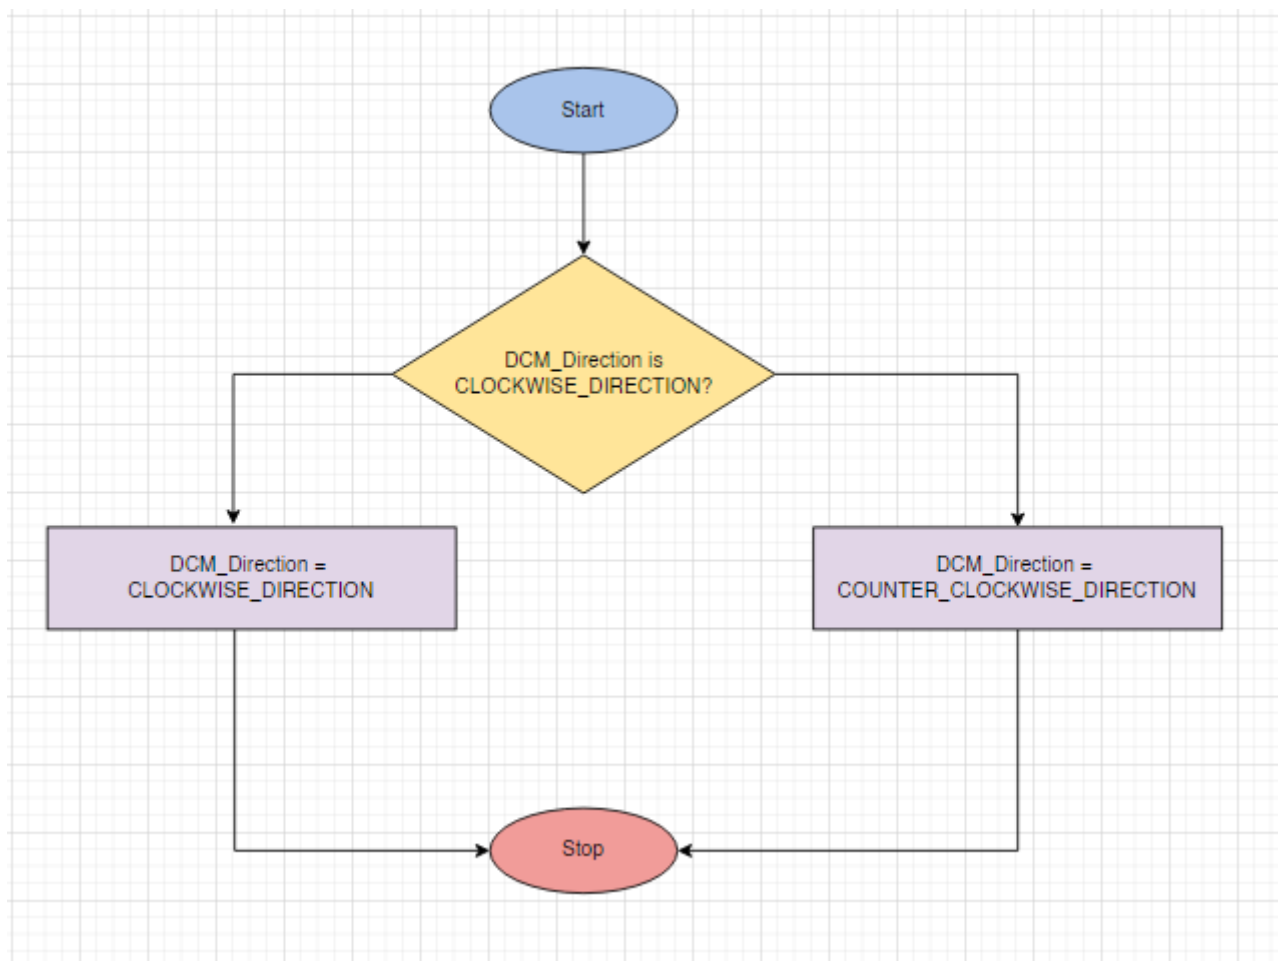 Start
DCM_Direction is
CLOCKWISE_DIRECTION?
DCM_Direction =
CLOCKWISE_DIRECTION
DCM_Direction =
COUNTER_CLOCKWISE_DIRECTION
Stop